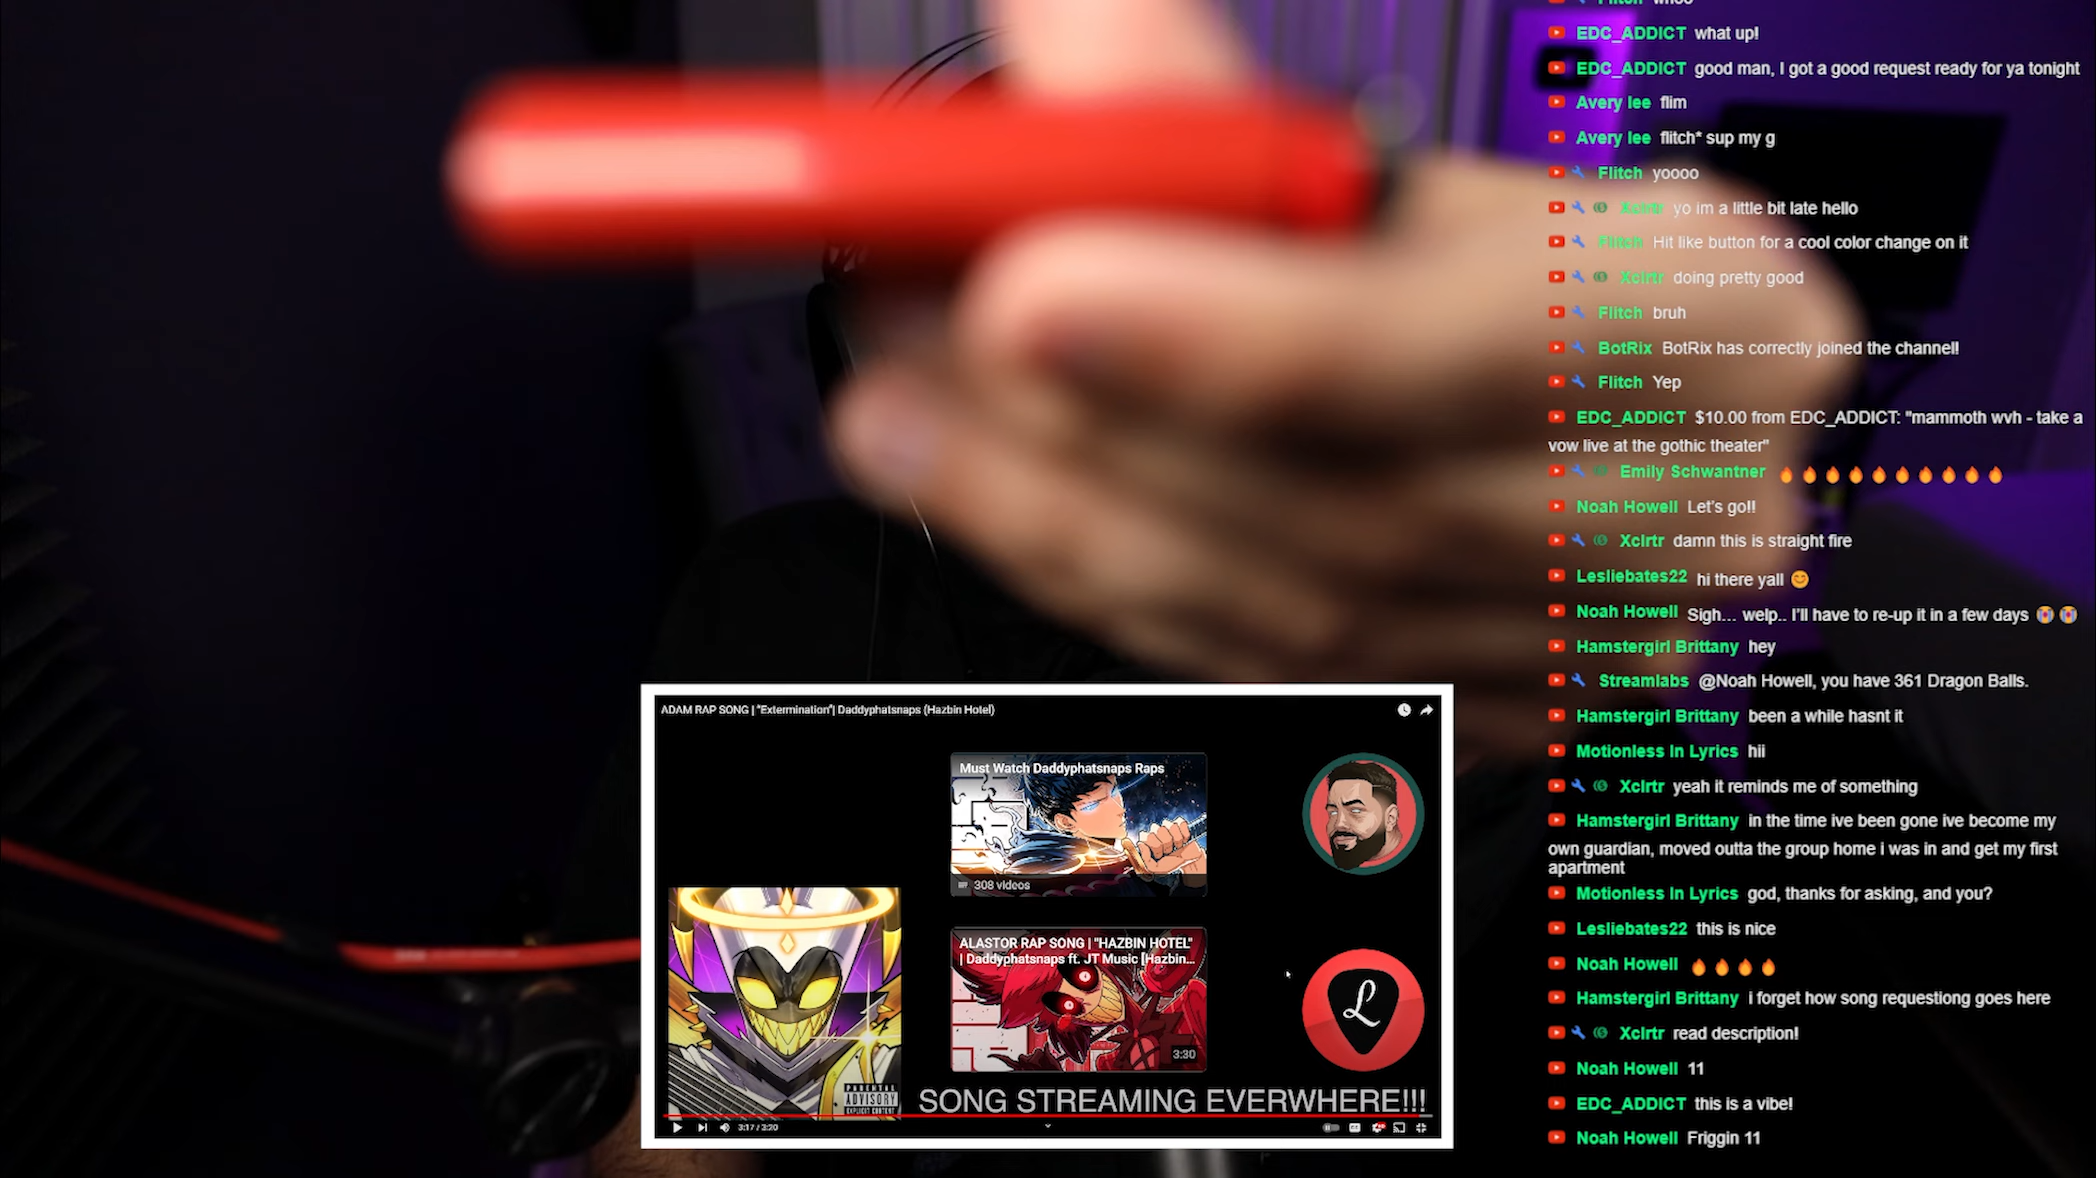 Flitch whoo
EDC_ADDICT what up!
EDC_ADDICT good man, I got a good request ready for ya tonight
Avery lee flim
Avery lee flitch* sup my g
Flitch yoooo
Xclrtr yo im a little bit late hello
Flitch Hit like button for a cool color change on it
Xclrtr doing pretty good
Flitch bruh
BotRix BotRix has correctly joined the channel!
Flitch Yep
EDC_ADDICT $10.00 from EDC_ADDICT: "mammoth wvh - take a
vow live at the gothic theater"
Emily Schwantner 🔥🔥🔥🔥🔥🔥🔥🔥🔥🔥
Noah Howell Let's go!!
Xclrtr damn this is straight fire
Lesliebates22 hi there yall 😊
Noah Howell Sigh... welp.. I'll have to re-up it in a few days 😭😭
Hamstergirl Brittany hey
Streamlabs @Noah Howell, you have 361 Dragon Balls.
Hamstergirl Brittany been a while hasnt it
Motionless In Lyrics hii
Xclrtr yeah it reminds me of something
Hamstergirl Brittany in the time ive been gone ive become my
own guardian, moved outta the group home i was in and get my first
apartment
Motionless In Lyrics god, thanks for asking, and you?
Lesliebates22 this is nice
Noah Howell 🔥🔥🔥🔥
Hamstergirl Brittany i forget how song requestiong goes here
Xclrtr read description!
Noah Howell 11
EDC_ADDICT this is a vibe!
Noah Howell Friggin 11
ADAM RAP SONG | "Extermination"| Daddyphatsnaps (Hazbin Hotel)
Must Watch Daddyphatsnaps Raps
308 videos
ALASTOR RAP SONG | "HAZBIN HOTEL"
| Daddyphatsnaps ft. JT Music [Hazbin...
3:30
L
PARENTAL
ADVISORY
EXPLICIT CONTENT
SONG STREAMING EVERWHERE!!!
3:17 / 3:20